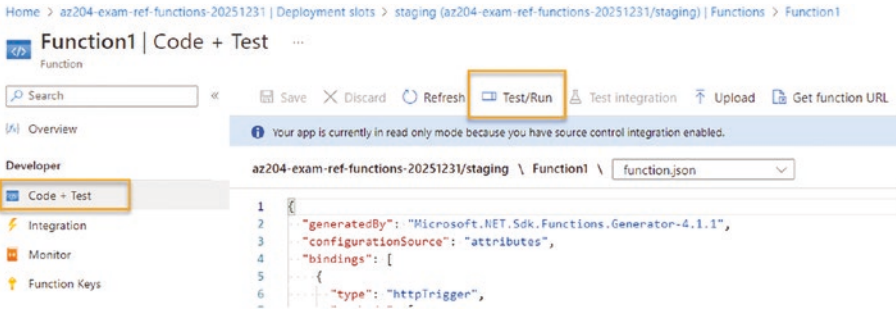 Home > az204-exam-ref-functions-20251231 | Deployment slots > staging (az204-exam-ref-functions-20251231/staging) | Functions > Function1
Function1 | Code + Test ...
Function
Search
«
Save Discard Refresh Test/Run Test integration Upload Get function URL
Overview
Your app is currently in read only mode because you have source control integration enabled.
Developer
az204-exam-ref-functions-20251231/staging \ Function1 \ function.json
Code + Test
Integration
Monitor
Function Keys
1 {
2 "generatedBy": "Microsoft.NET.Sdk.Functions.Generator-4.1.1",
3 "configurationSource": "attributes",
4 "bindings": [
5 {
6 "type": "httpTrigger",